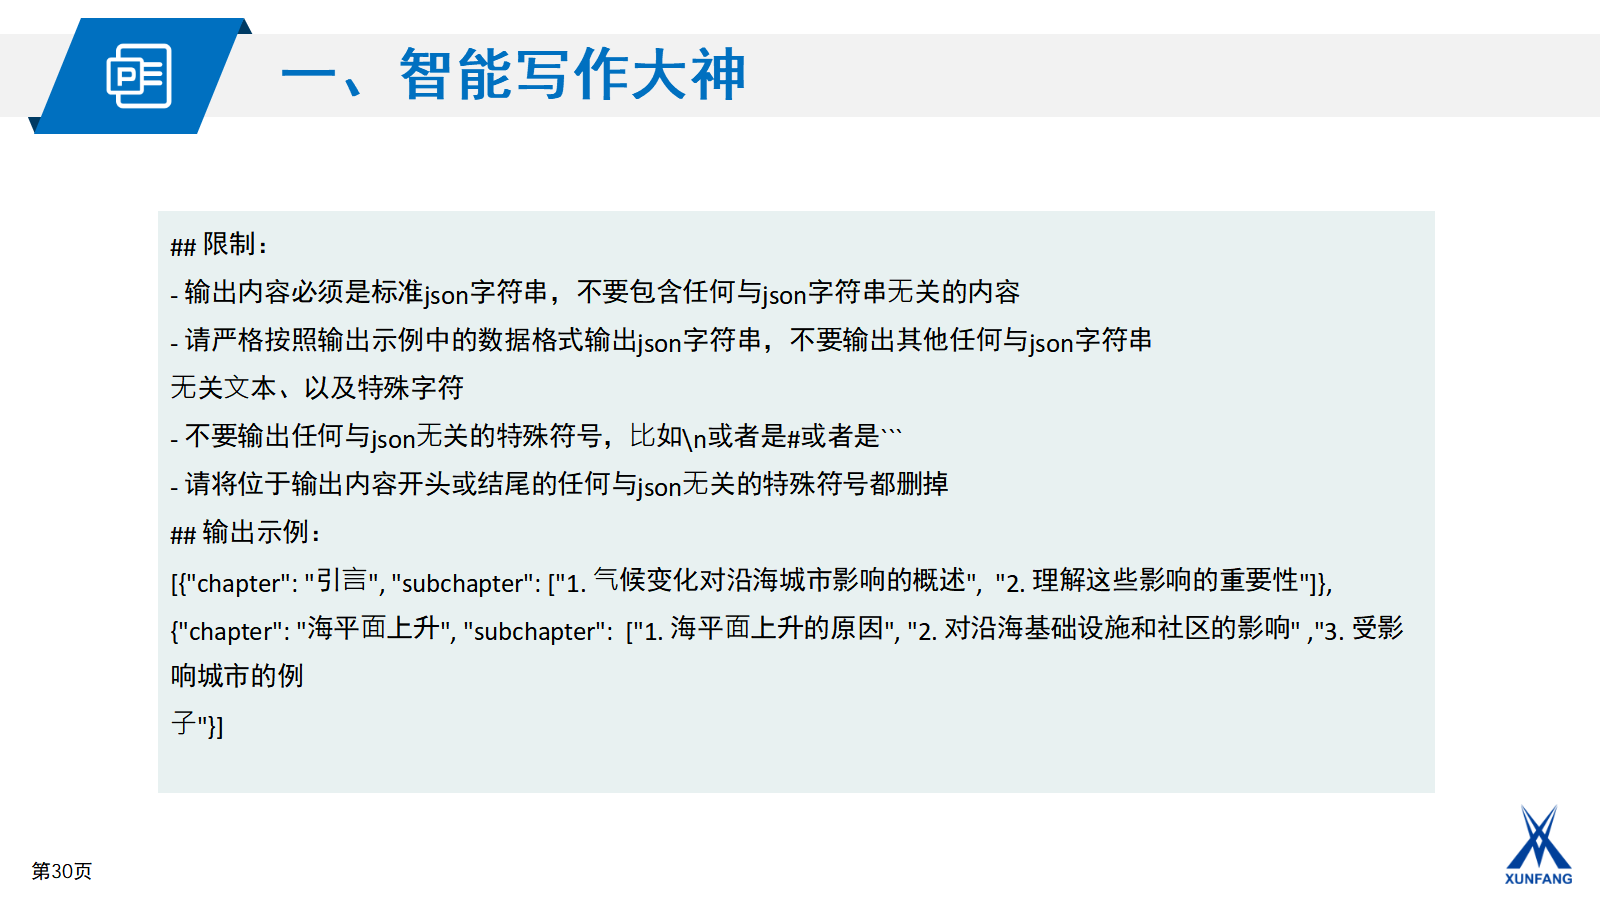 一、智能写作大神
## 限制：
- 输出内容必须是标准json字符串，不要包含任何与json字符串无关的内容
- 请严格按照输出示例中的数据格式输出json字符串，不要输出其他任何与json字符串
无关文本、以及特殊字符
- 不要输出任何与json无关的特殊符号，比如\n或者是#或者是```
- 请将位于输出内容开头或结尾的任何与json无关的特殊符号都删掉
## 输出示例：
[{"chapter": "引言", "subchapter": ["1. 气候变化对沿海城市影响的概述",  "2. 理解这些影响的重要性"]},
{"chapter": "海平面上升", "subchapter":  ["1. 海平面上升的原因", "2. 对沿海基础设施和社区的影响" ,"3. 受影
响城市的例
子"}]
第30页
XUNFANG